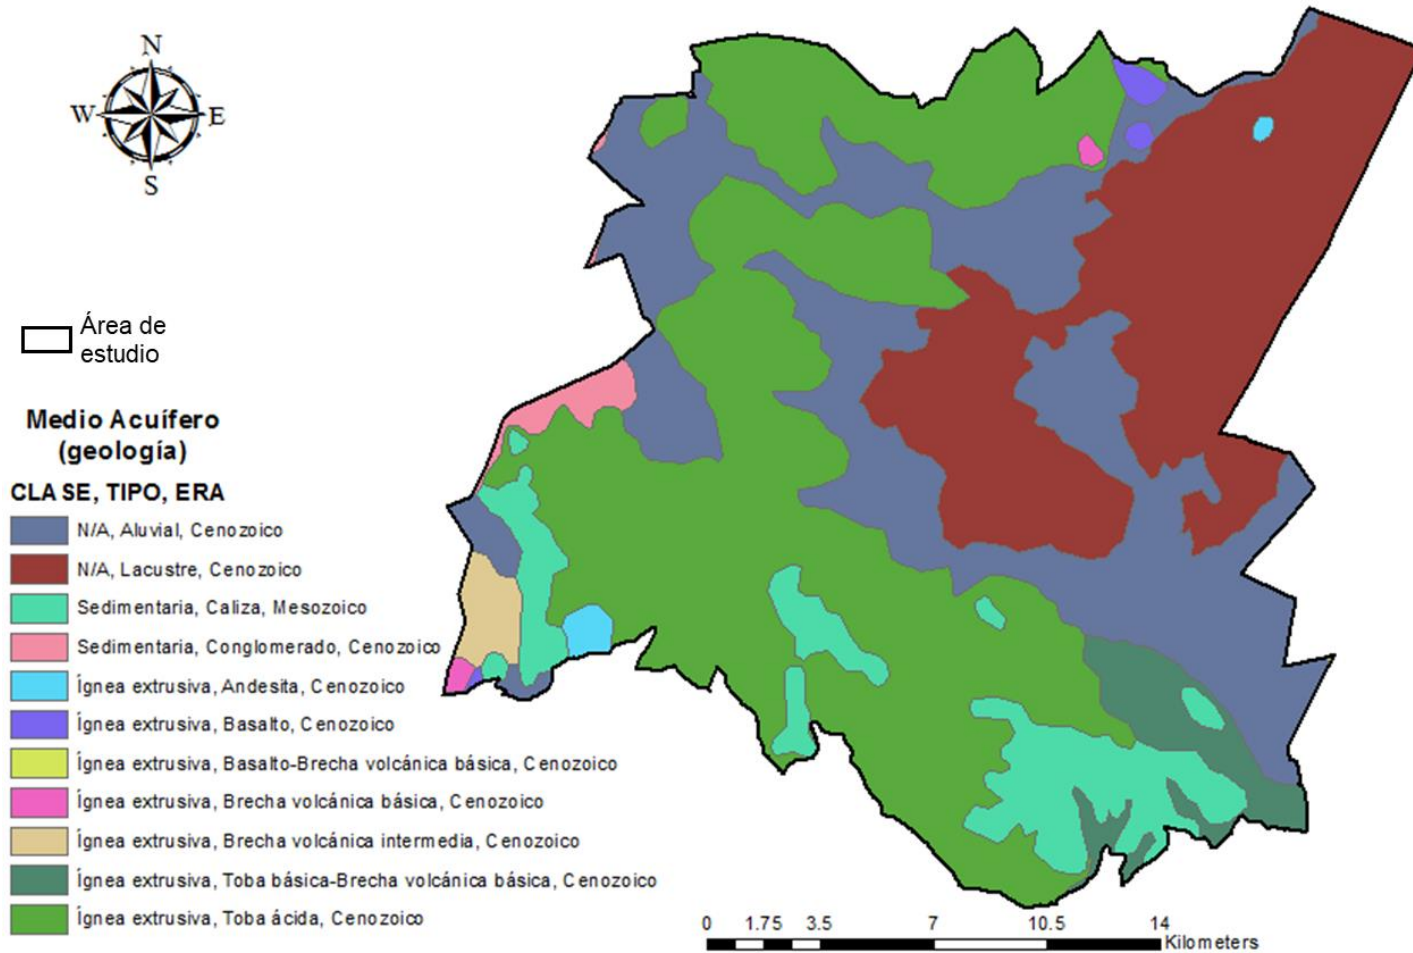 N
W
E
S
Área de
estudio
Medio Acuífero
(geología)
CLASE, TIPO, ERA
N/A, Aluvial, Cenozoico
N/A, Lacustre, Cenozoico
Sedimentaria, Caliza, Mesozoico
Sedimentaria, Conglomerado, Cenozoico
Ígnea extrusiva, Andesita, Cenozoico
Ígnea extrusiva, Basalto, Cenozoico
Ígnea extrusiva, Basalto-Brecha volcánica básica, Cenozoico
Ígnea extrusiva, Brecha volcánica básica, Cenozoico
Ígnea extrusiva, Brecha volcánica intermedia, Cenozoico
Ígnea extrusiva, Toba básica-Brecha volcánica básica, Cenozoico
Ígnea extrusiva, Toba ácida, Cenozoico
0 1.75 3.5 7 10.5 14
Kilometers